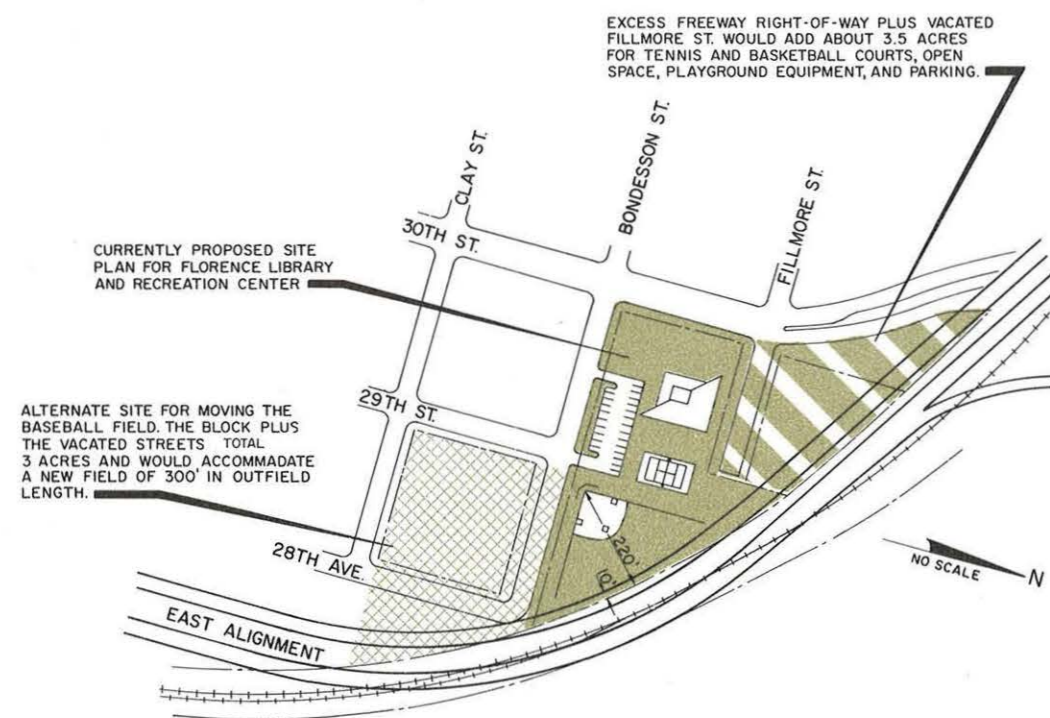 EXCESS FREEWAY RIGHT-OF-WAY PLUS VACATED
FILLMORE ST. WOULD ADD ABOUT 3.5 ACRES
FOR TENNIS AND BASKETBALL COURTS, OPEN
SPACE, PLAYGROUND EQUIPMENT, AND PARKING.
CLAY ST.
BONDESSON ST.
FILLMORE ST.
30TH ST.
CURRENTLY PROPOSED SITE
PLAN FOR FLORENCE LIBRARY
AND RECREATION CENTER
29TH ST.
ALTERNATE SITE FOR MOVING THE
BASEBALL FIELD. THE BLOCK PLUS
THE VACATED STREETS TOTAL
3 ACRES AND WOULD ACCOMMADATE
A NEW FIELD OF 300' IN OUTFIELD
LENGTH.
28TH AVE.
220'
10'
NO SCALE
N
EAST ALIGNMENT